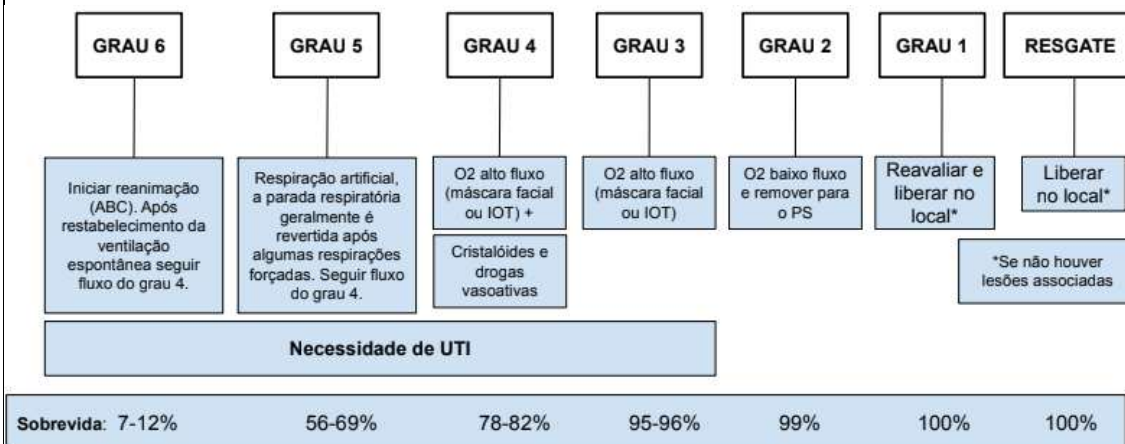 GRAU 6
GRAU 5
GRAU 4
GRAU 3
GRAU 2
GRAU 1
RESGATE
Iniciar reanimação
(ABC). Após
restabelecimento da
ventilação
espontânea seguir
fluxo do grau 4.
Respiração artificial,
a parada respiratória
geralmente é
revertida após
algumas respirações
forçadas. Seguir fluxo
do grau 4.
O2 alto fluxo
(máscara facial
ou IOT) +
Cristalóides e
drogas
vasoativas
O2 alto fluxo
(máscara facial
ou IOT)
O2 baixo fluxo
e remover para
o PS
Reavaliar e
liberar no
local*
Liberar
no local*
*Se não houver
lesões associadas
Necessidade de UTI
Sobrevida: 7-12% 56-69% 78-82% 95-96% 99% 100% 100%